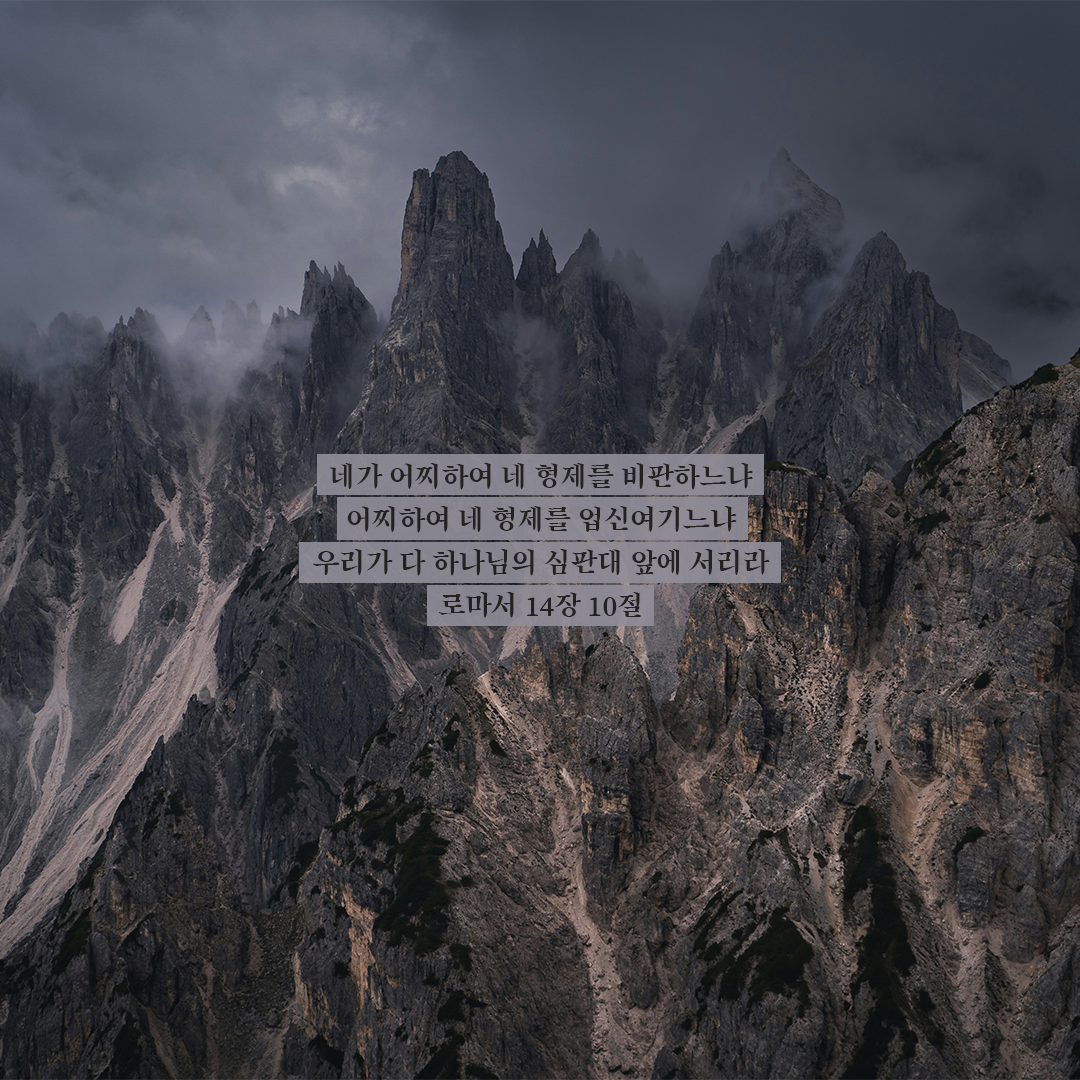 네가 어찌하여 네 형제를 비판하느냐
어찌하여 네 형제를 업신여기느냐
우리가 다 하나님의 심판대 앞에 서리라
로마서 14장 10절